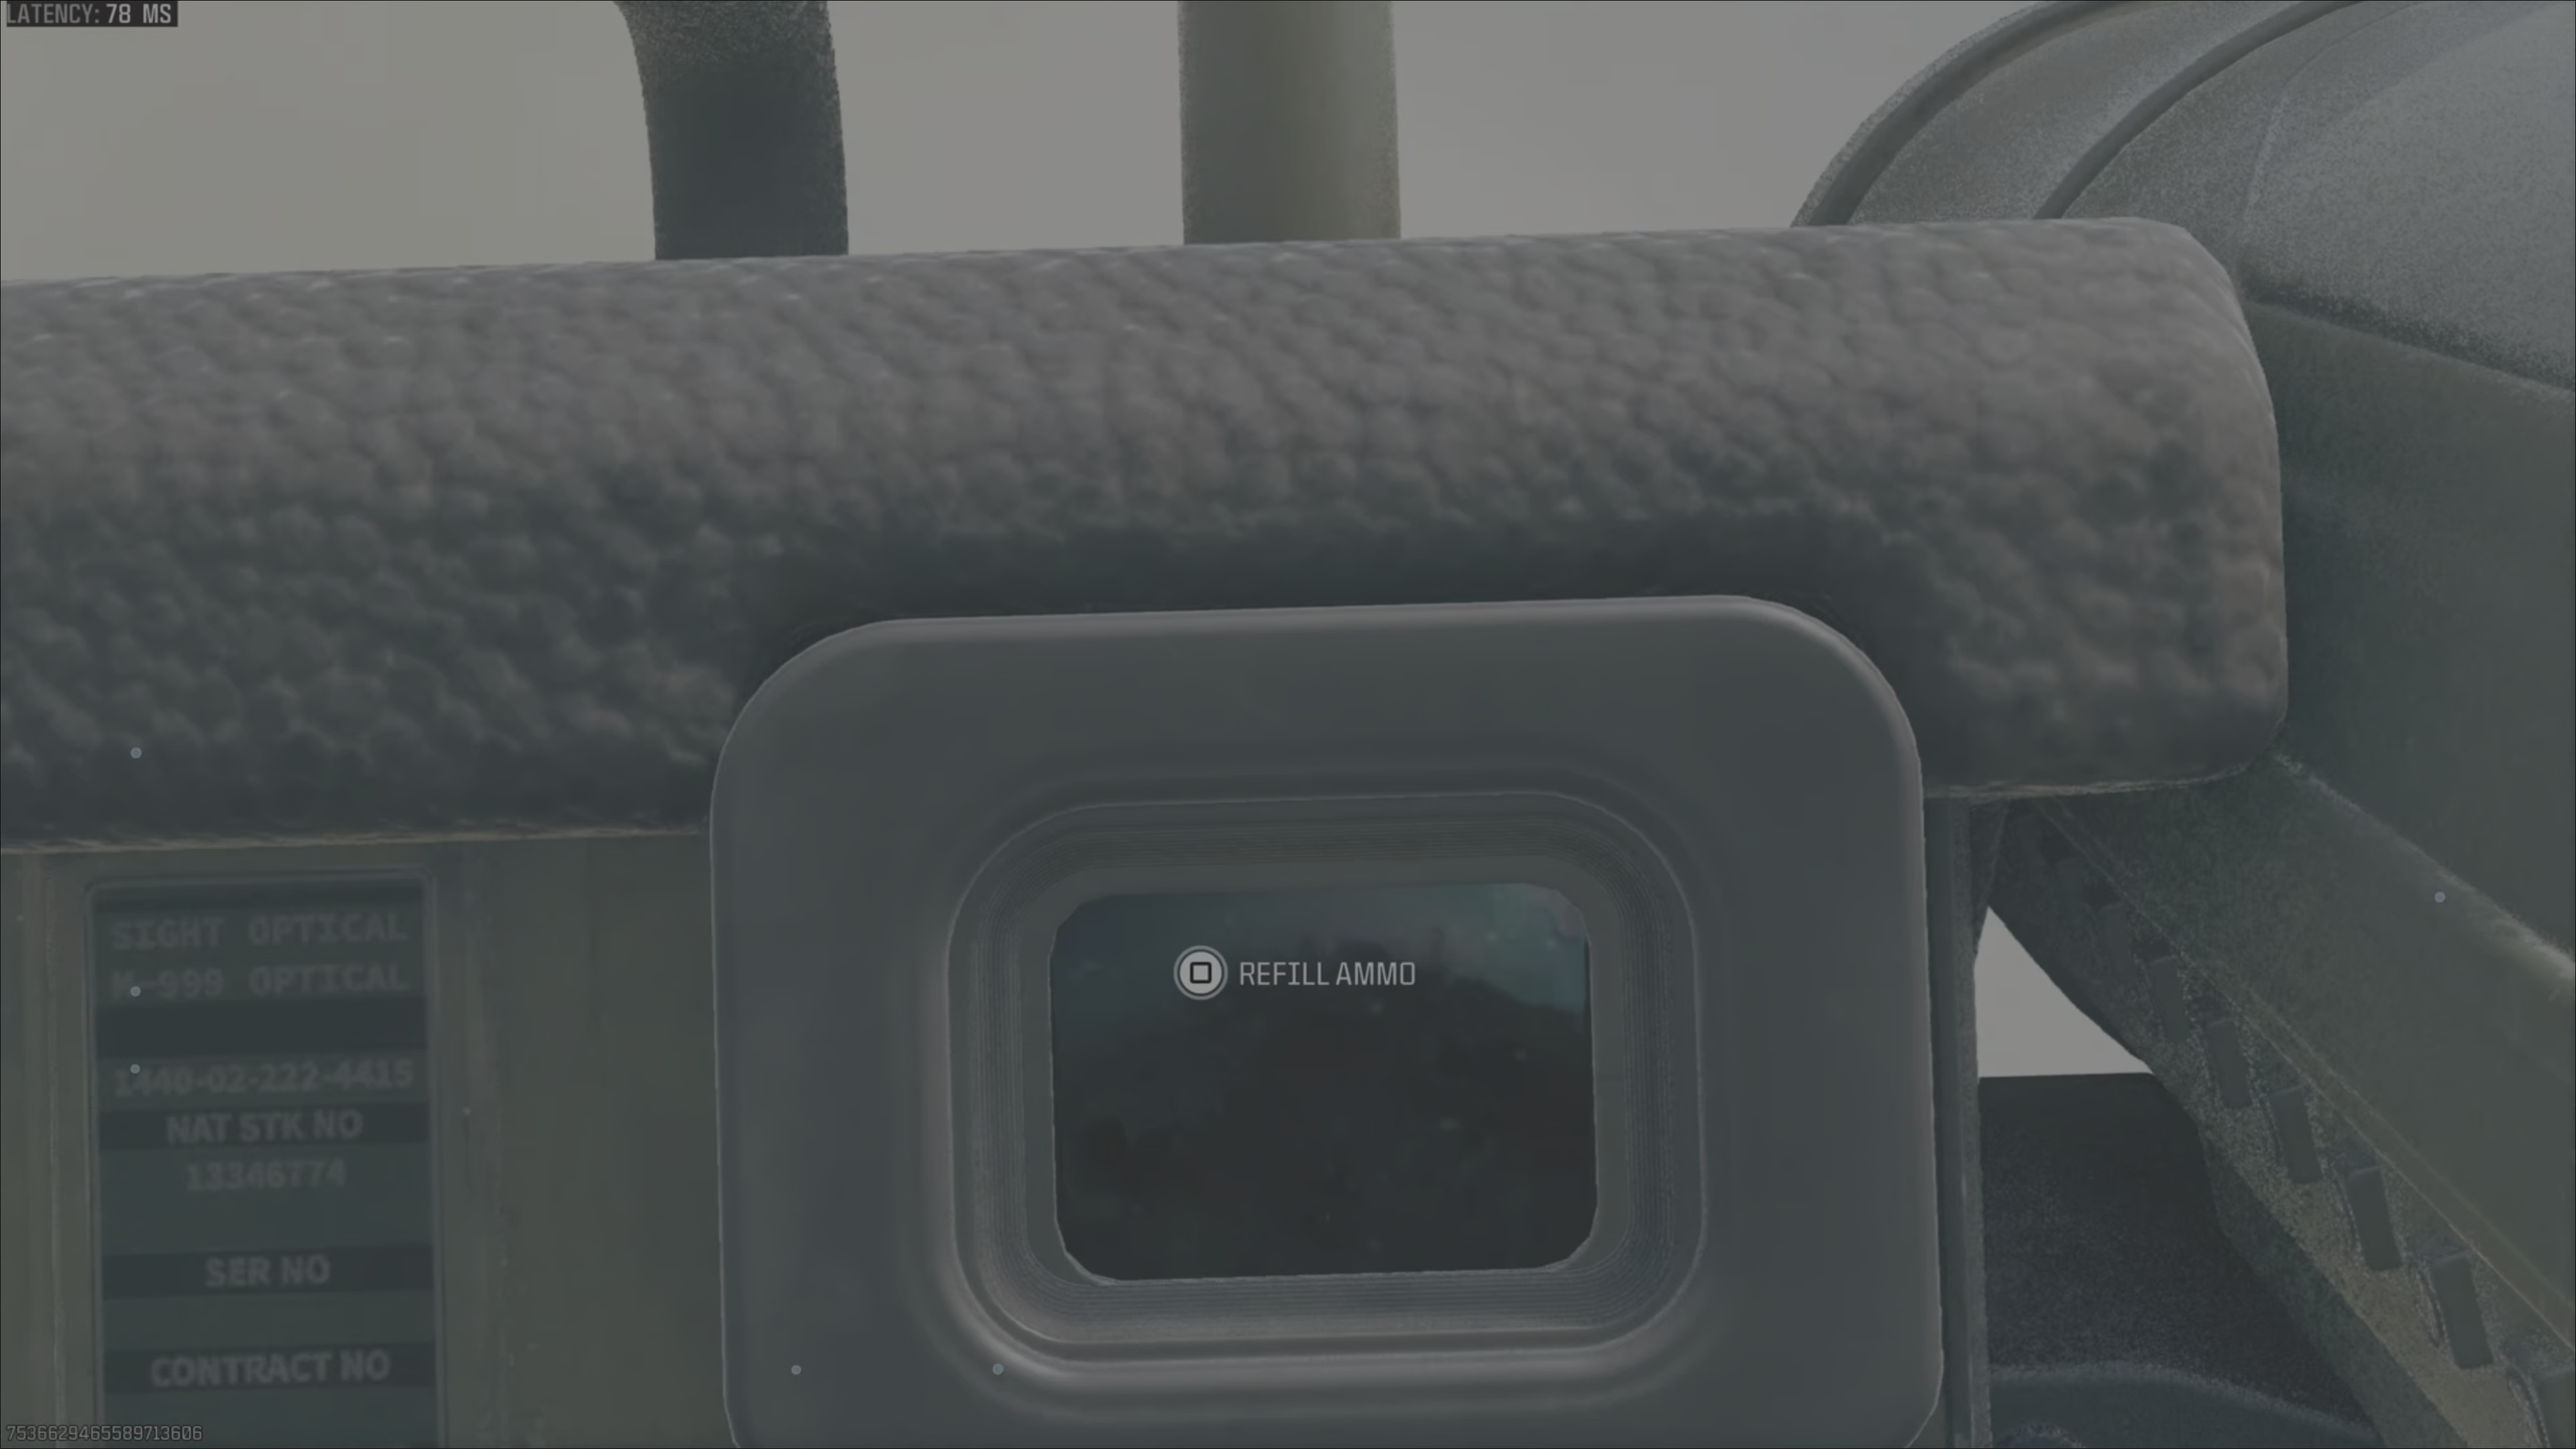 LATENCY: 78 MS
SIGHT OPTICAL
M-999 OPTICAL
1440-02-222-4415
NAT STK NO
13346774
SER NO
CONTRACT NO
REFILL AMMO
7536629465589713606